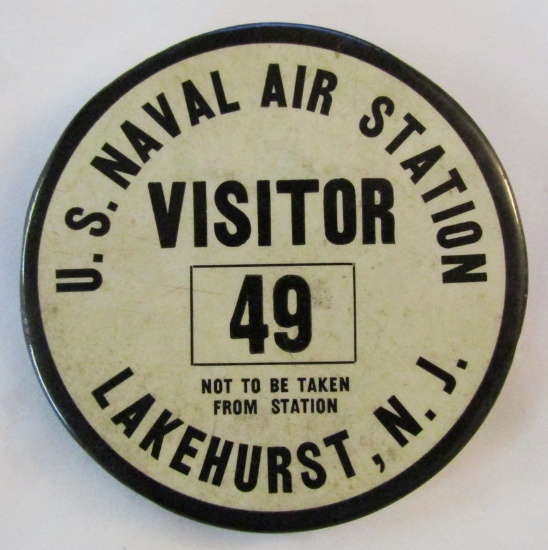 U.S. NAVAL AIR STATION
VISITOR
49
NOT TO BE TAKEN
FROM STATION
LAKEHURST, N. J.